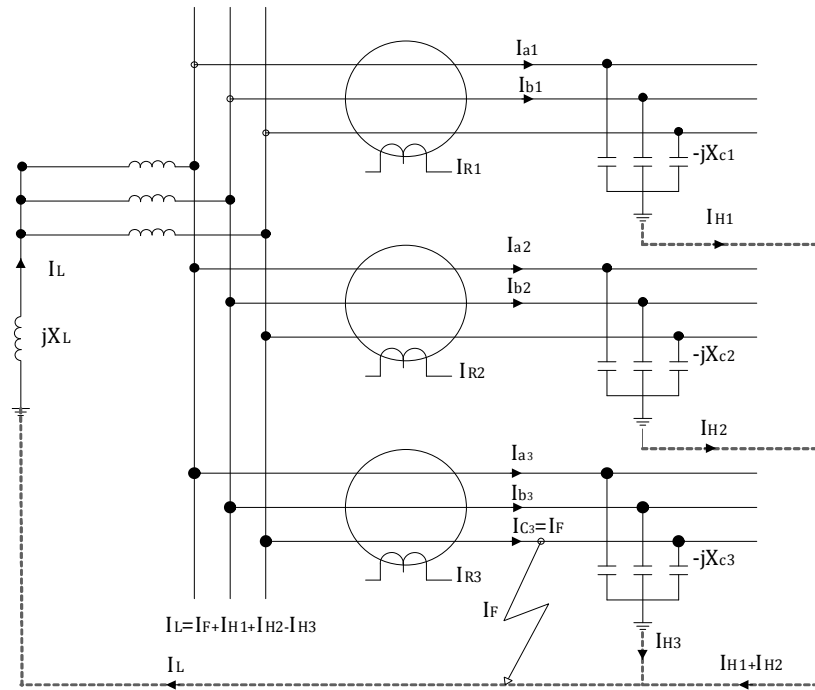 Ia1
Ib1
IR1
-jXc1
IH1
IL
Ia2
Ib2
jXL
IR2
-jXc2
IH2
Ia3
Ib3
IC3=IF
IR3
-jXc3
IF
IL=IF+IH1+IH2-IH3
IH3
IL
IH1+IH2